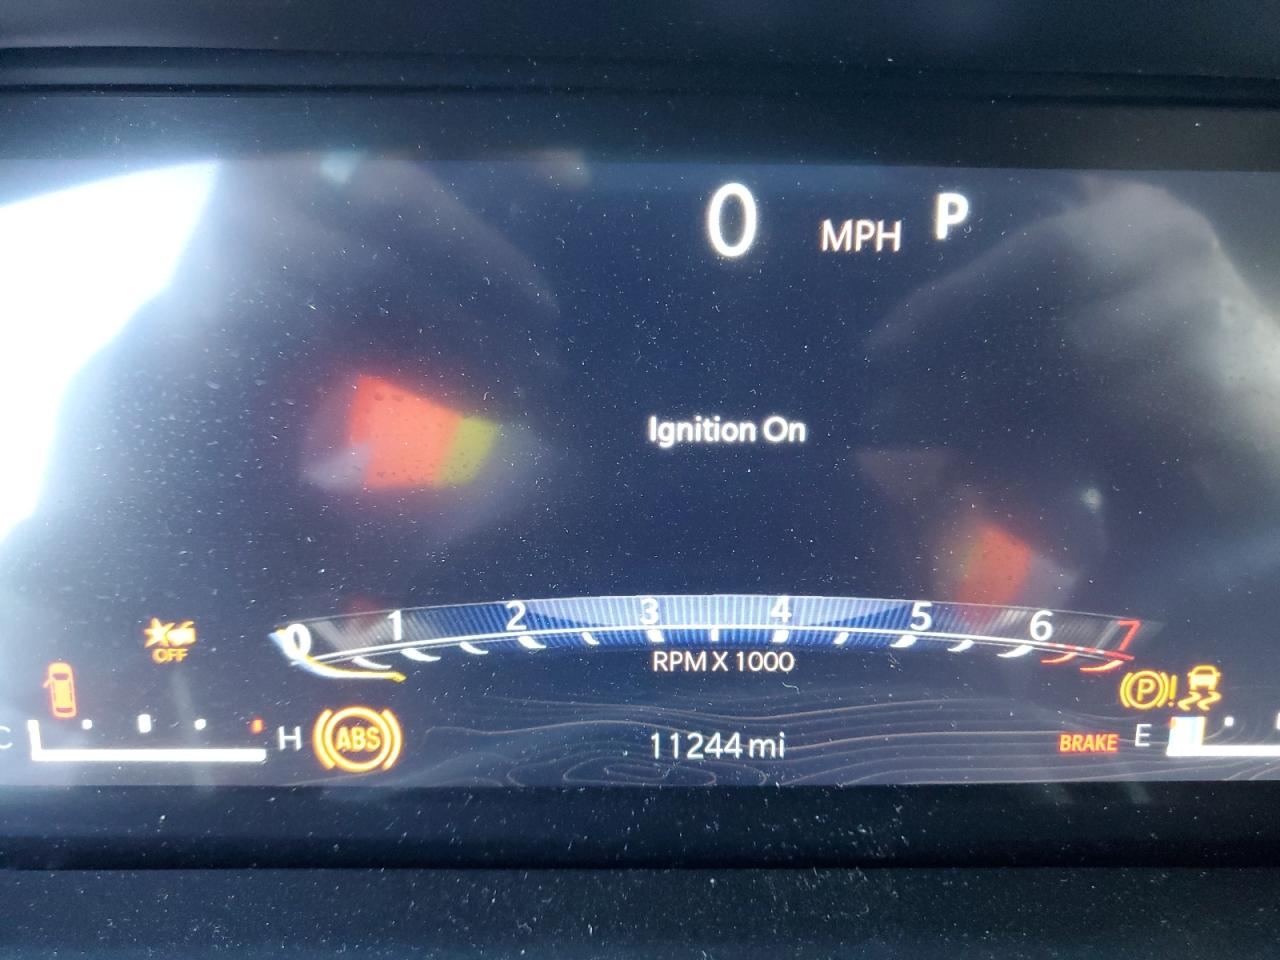 0 MPH P
Ignition On
0 1 2 3 4 5 6 7
RPM X 1000
OFF
P !
C H ABS
11244 mi
BRAKE E